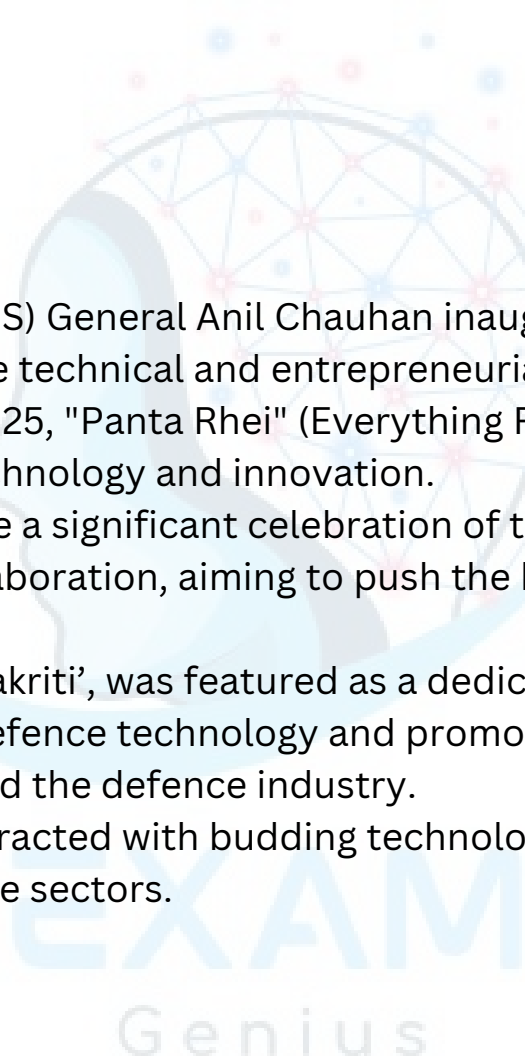 S) General Anil Chauhan inaug
e technical and entrepreneuria
25, "Panta Rhei" (Everything F
hnology and innovation.
e a significant celebration of t
aboration, aiming to push the b
akriti’, was featured as a dedic
efence technology and promo
d the defence industry.
racted with budding technolo
e sectors.
EXAM
Genius